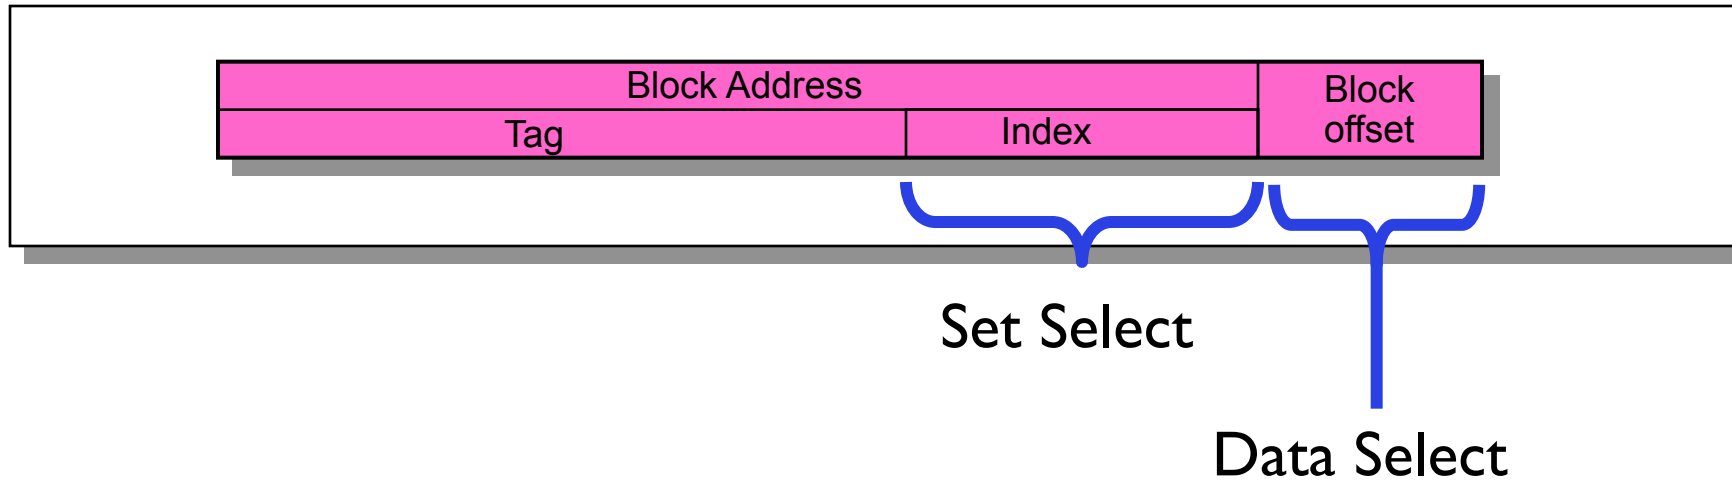 Block Address
Block
offset
Tag
Index
Set Select
Data Select